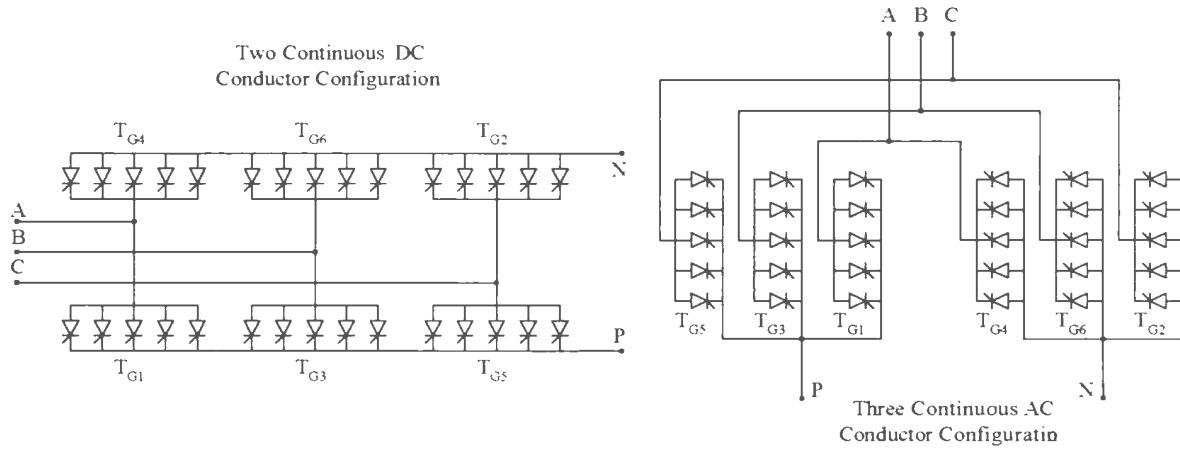 Two Continuous DC
Conductor Configuration
T_G4 T_G6 T_G2
N
A
B
C
P
T_G1 T_G3 T_G5
A B C
T_G5 T_G3 T_G1 T_G4 T_G6 T_G2
P N
Three Continuous AC
Conductor Configuratin